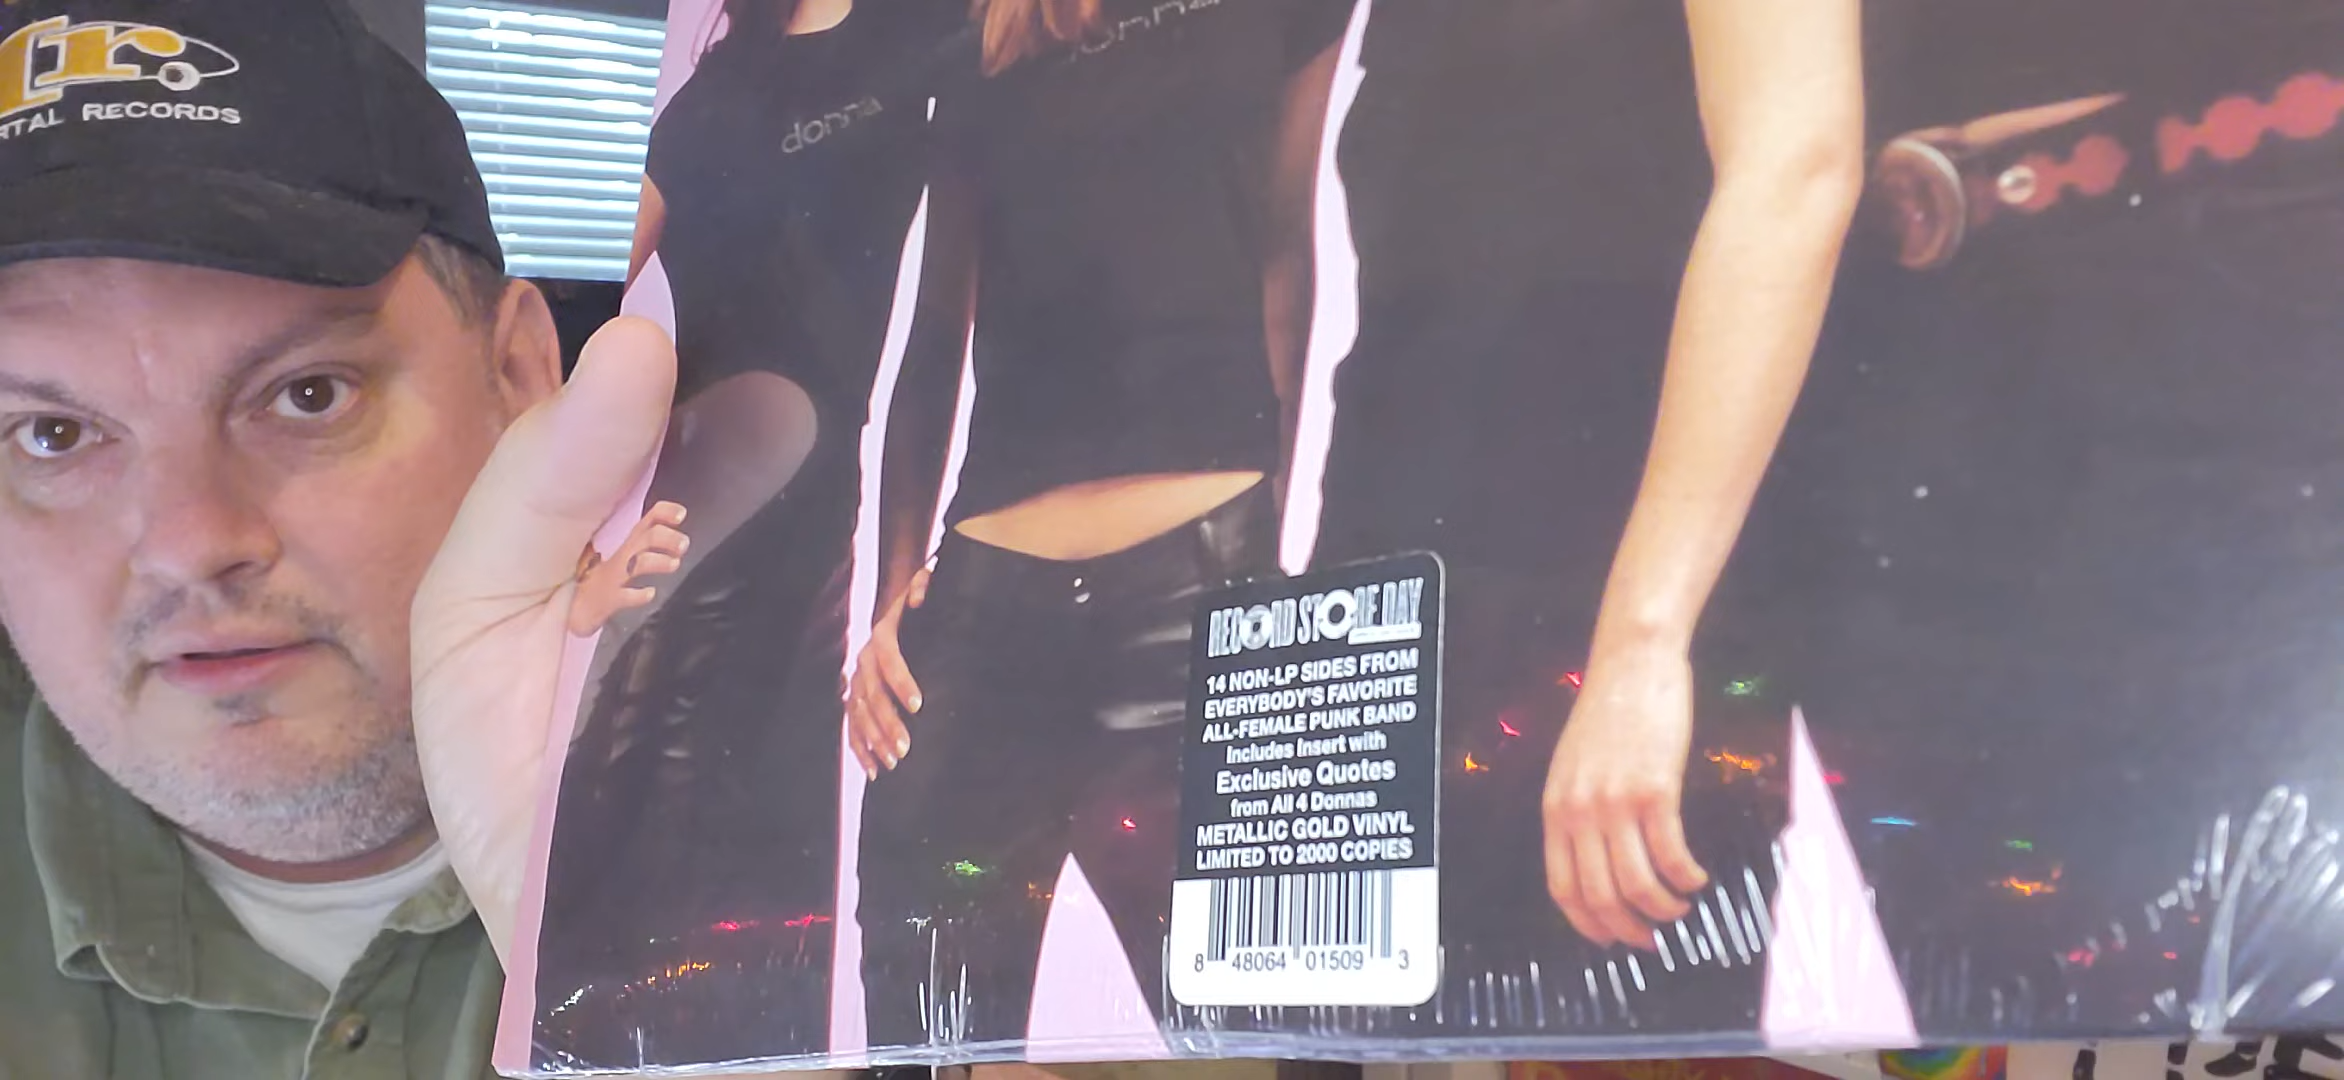 RTAL RECORDS
donna
RECORD STORE DAY
14 NON-LP SIDES FROM
EVERYBODY'S FAVORITE
ALL-FEMALE PUNK BAND
Includes Insert with
Exclusive Quotes
from All 4 Donnas
METALLIC GOLD VINYL
LIMITED TO 2000 COPIES
8 48064 01509 3